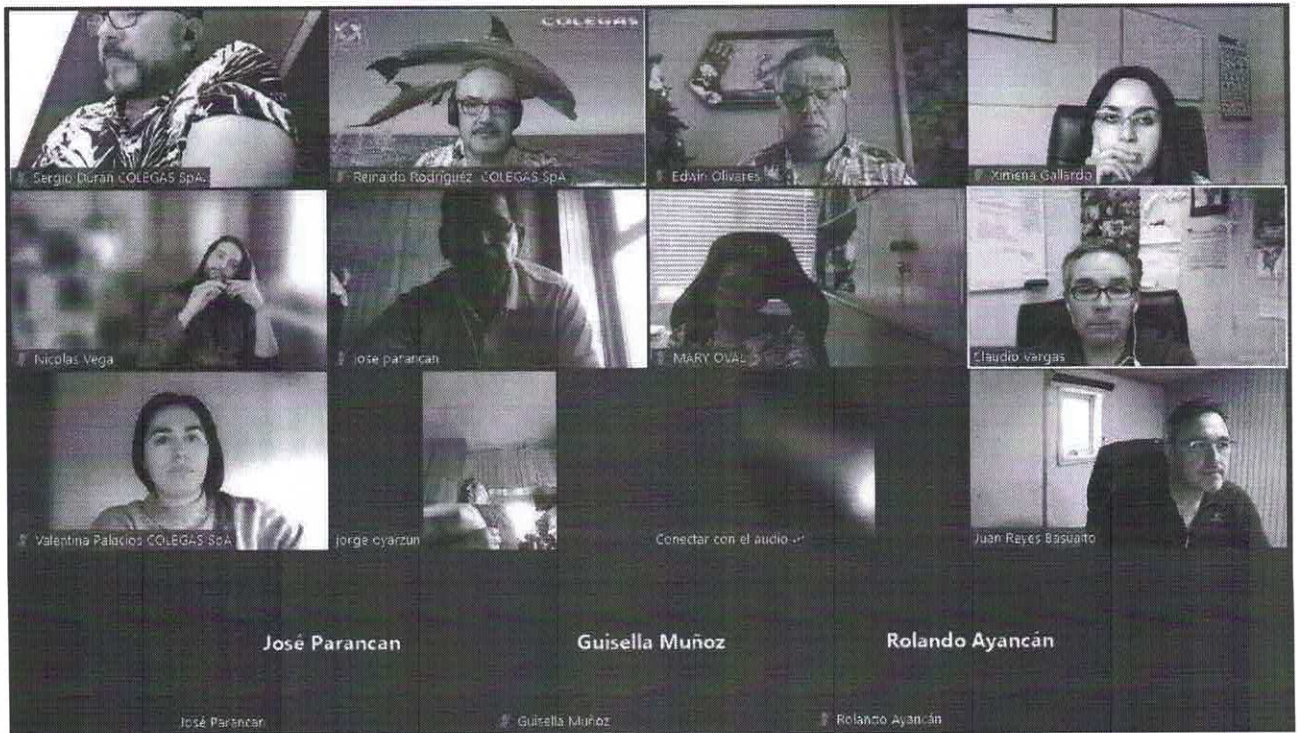 COLEGAS
Sergio Duran COLEGAS SpA.
Reinaldo Rodríguez COLEGAS SpA
Edwin Olivares
Ximena Gallardo
Nicolas Vega
jose parancan
MARY OVAL
Claudio Vargas
Valentina Palacios COLEGAS SpA
jorge oyarzun
Conectar con el audio
Juan Reyes Basualto
José Parancan
Guisella Muñoz
Rolando Ayancán
José Parancan
Guisella Muñoz
Rolando Ayancán